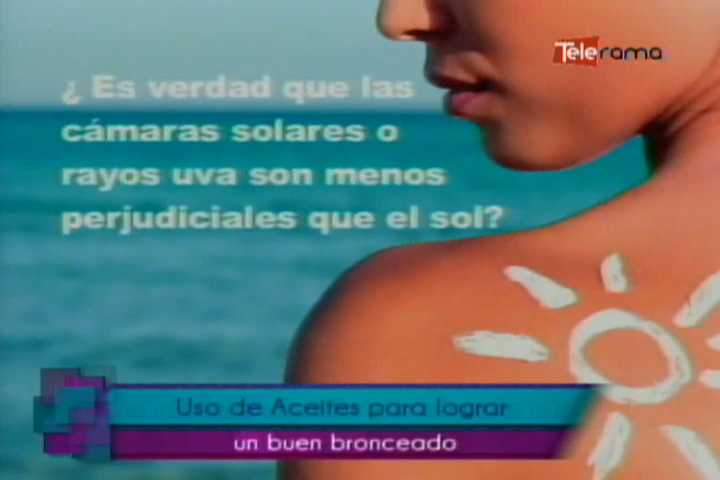 Telerama
¿ Es verdad que las
cámaras solares o
rayos uva son menos
perjudiciales que el sol?
Uso de Aceites para lograr
un buen bronceado